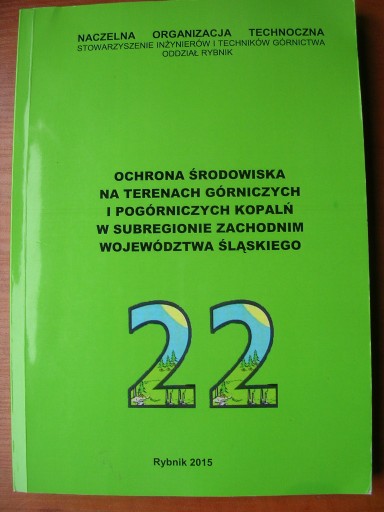 NACZELNA ORGANIZACJA TECHNOCZNA
STOWARZYSZENIE INŻYNIERÓW I TECHNIKÓW GÓRNICTWA
ODDZIAŁ RYBNIK
OCHRONA ŚRODOWISKA
NA TERENACH GÓRNICZYCH
I POGÓRNICZYCH KOPALŃ
W SUBREGIONIE ZACHODNIM
WOJEWÓDZTWA ŚLĄSKIEGO
22
Rybnik 2015